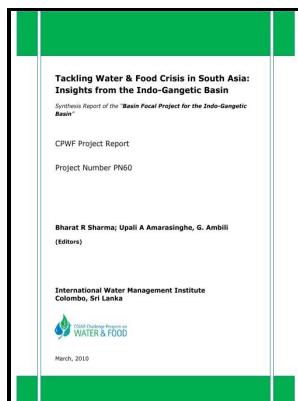 Tackling Water & Food Crisis in South Asia:
Insights from the Indo-Gangetic Basin
Synthesis Report of the "Basin Focal Project for the Indo-Gangetic
Basin"
CPWF Project Report
Project Number PN60
Bharat R Sharma; Upali A Amarasinghe, G. Ambili
(Editors)
International Water Management Institute
Colombo, Sri Lanka
CGIAR Challenge Program on
WATER & FOOD
March, 2010